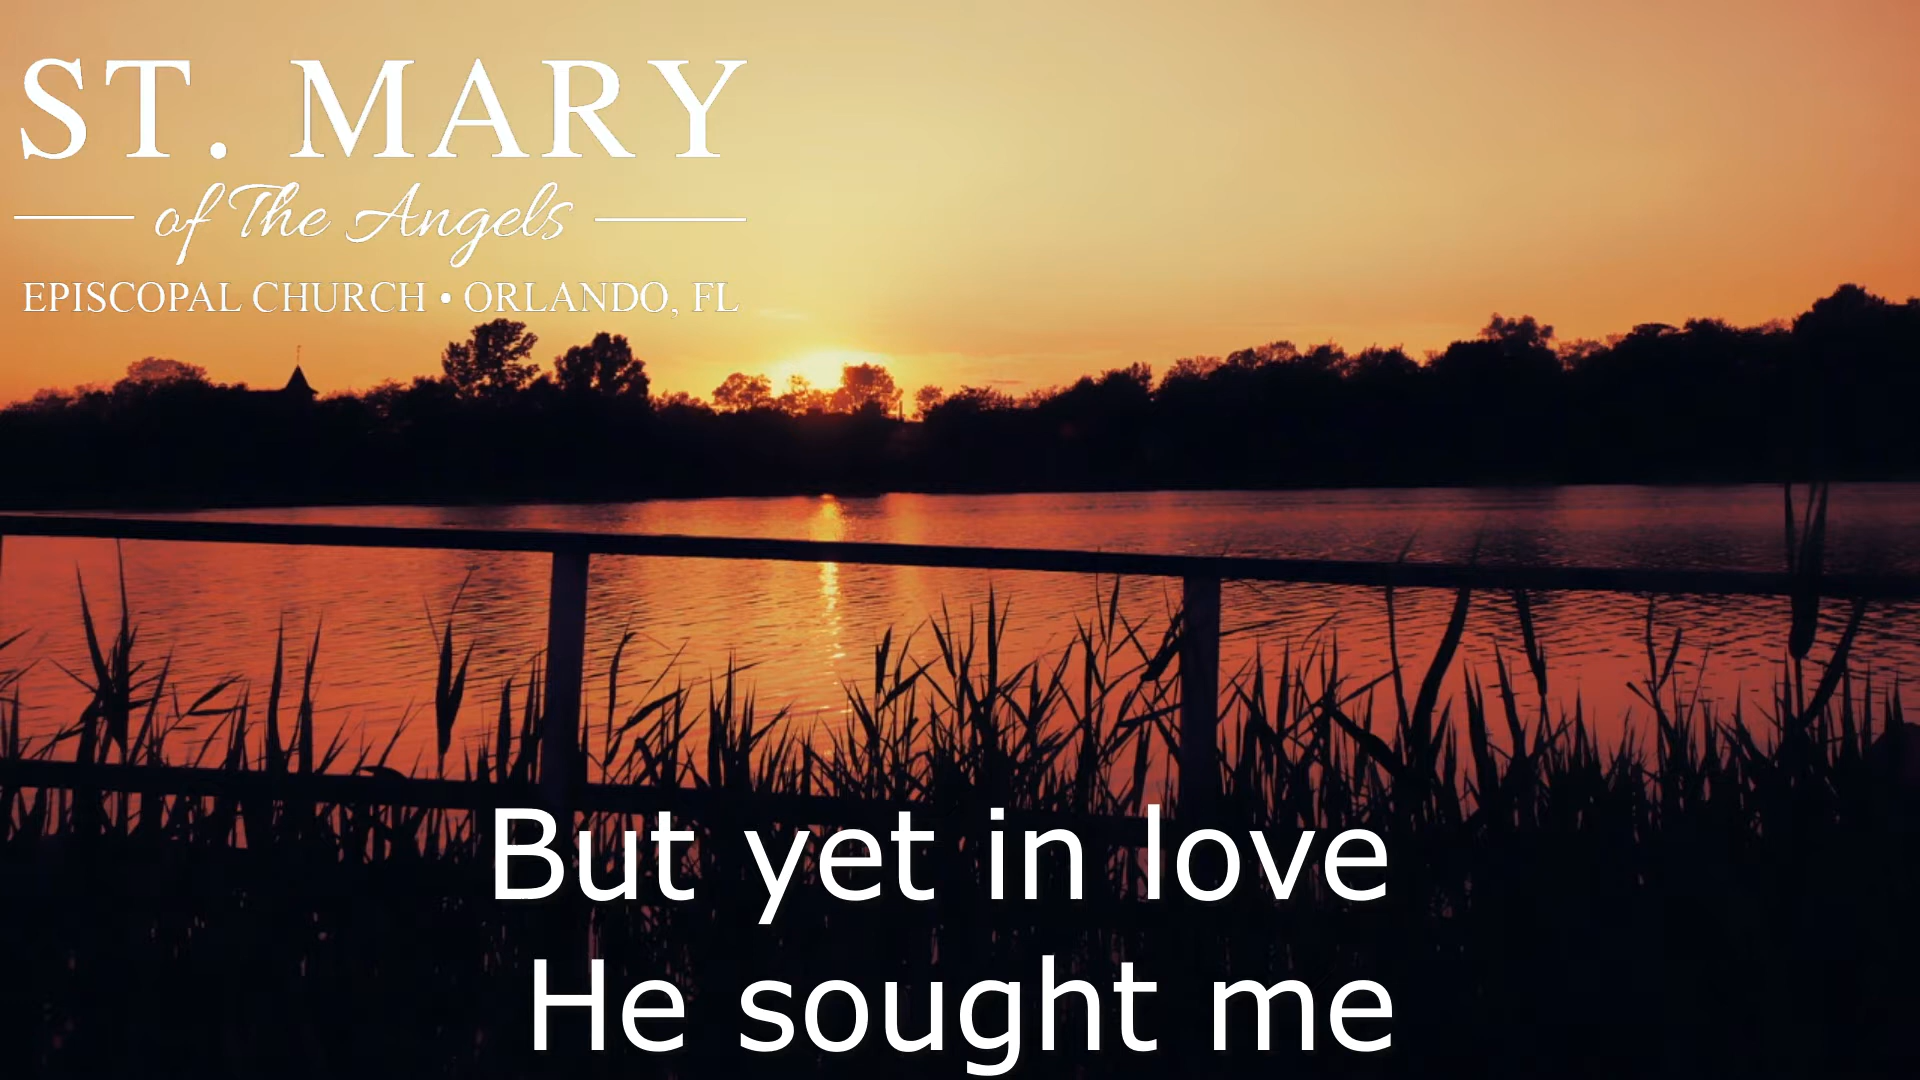 ST. MARY
of The Angels
EPISCOPAL CHURCH • ORLANDO, FL
But yet in love
He sought me